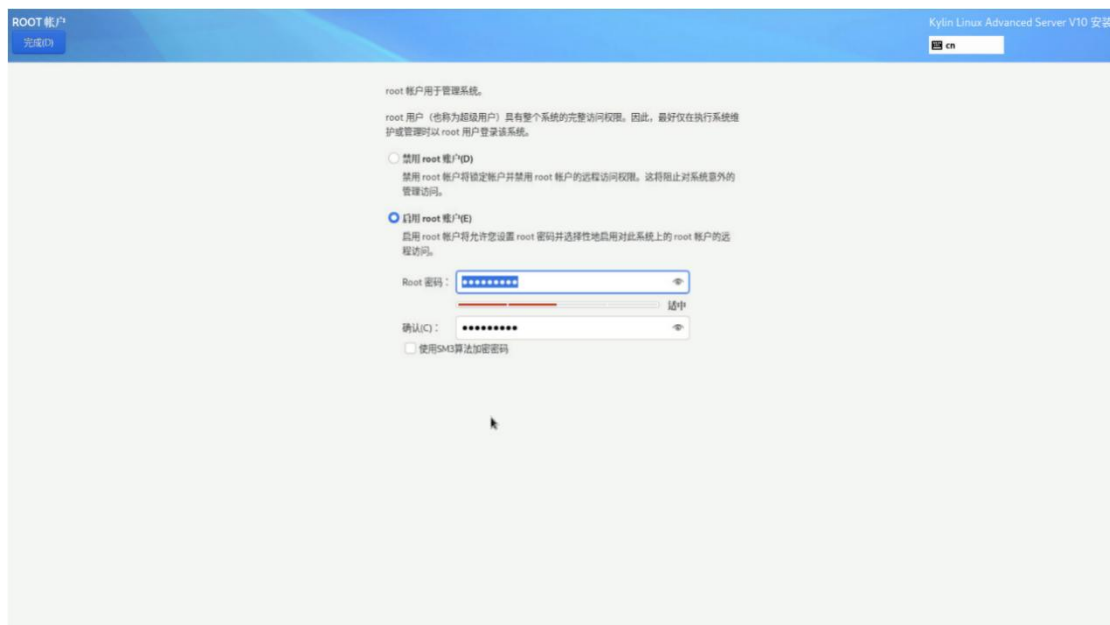 ROOT 帐户
完成(D)
Kylin Linux Advanced Server V10 安装
cn
root 帐户用于管理系统。
root 用户（也称为超级用户）具有整个系统的完整访问权限。因此，最好仅在执行系统维
护或管理时以 root 用户登录该系统。
禁用 root 账户(D)
禁用 root 帐户将锁定帐户并禁用 root 帐户的远程访问权限。这将阻止对系统意外的
管理访问。
启用 root 账户(E)
启用 root 帐户将允许您设置 root 密码并选择性地启用对此系统上的 root 帐户的远
程访问。
Root 密码：
适中
确认(C)：
使用SM3算法加密密码